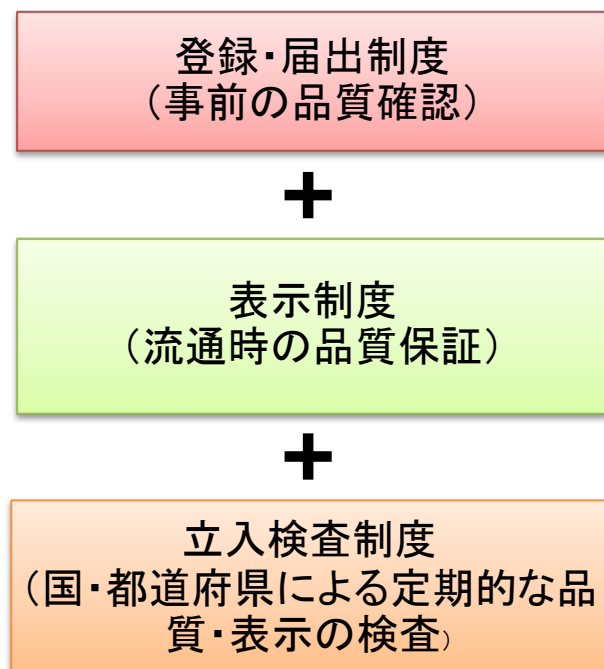 登録・届出制度
（事前の品質確認）
+
表示制度
（流通時の品質保証）
+
立入検査制度
（国・都道府県による定期的な品
質・表示の検査）